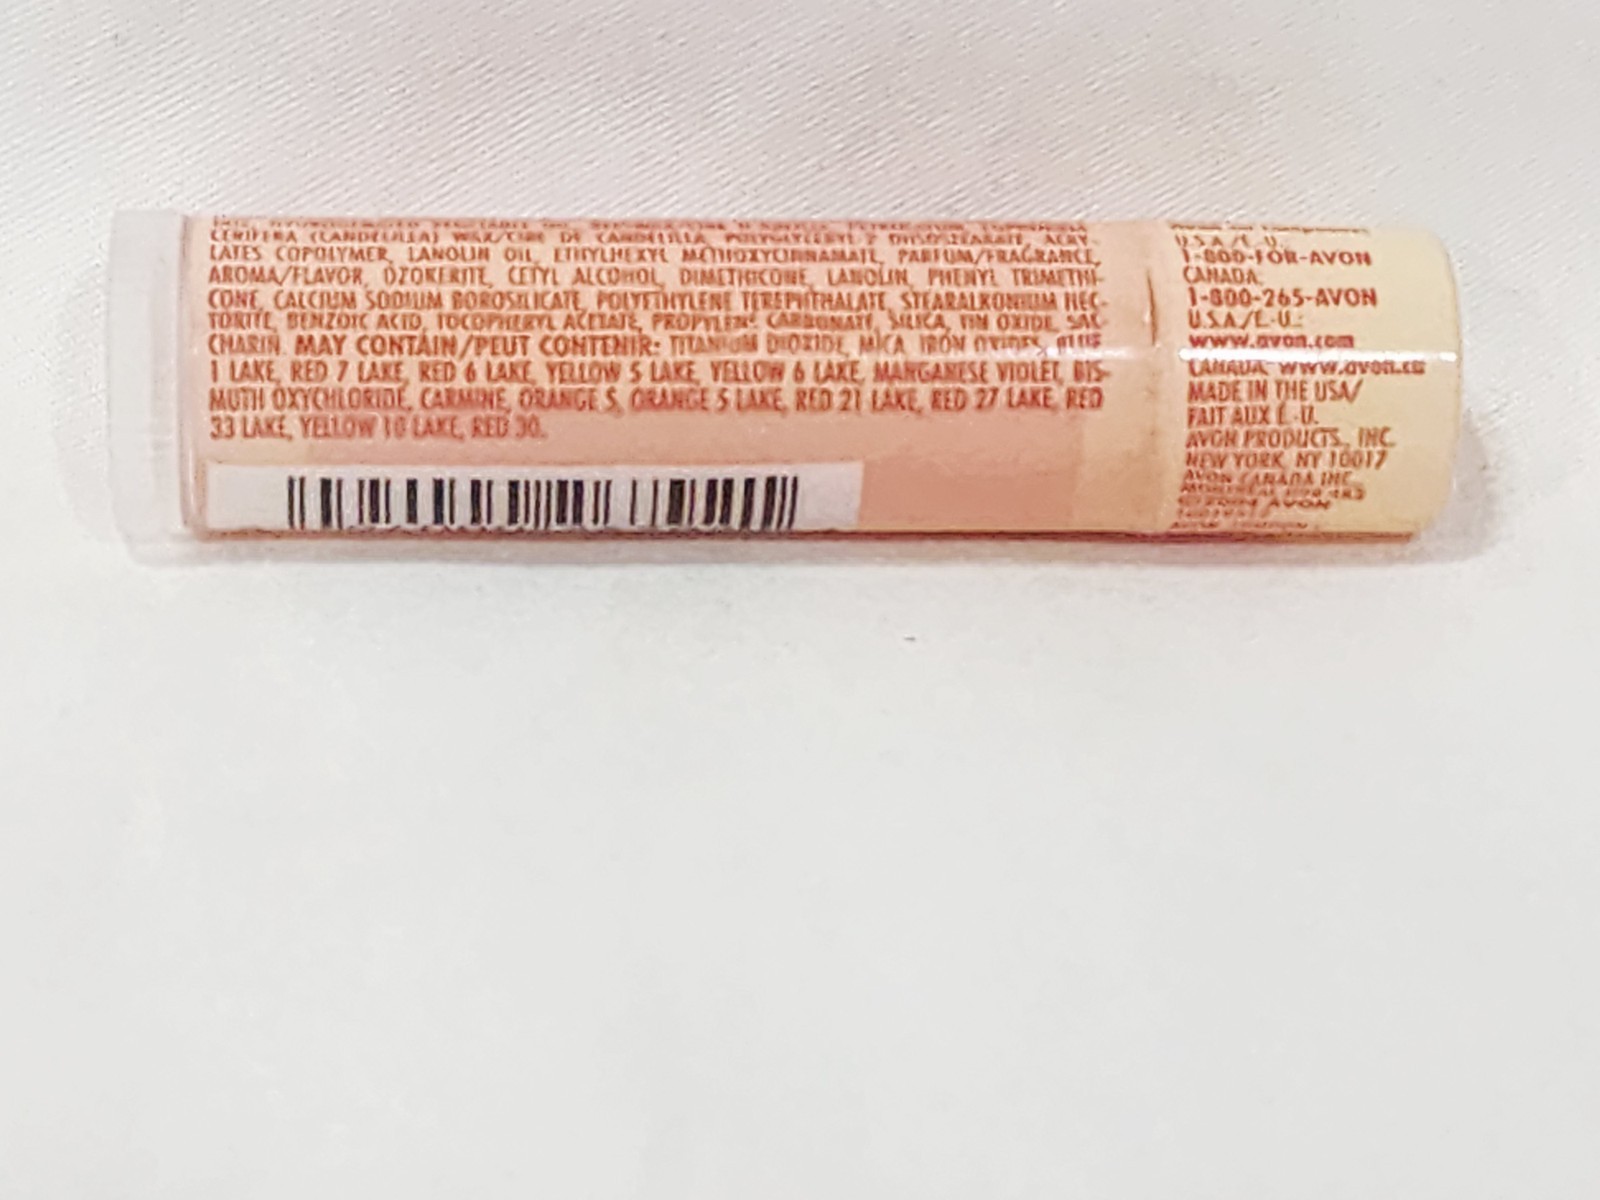 CERIFERA (CANDELILLA) WAX/CIRE DE CANDELILLA POLYGLYCERYL-2 DIISOSTEARATE ACRY-
LATES COPOLYMER, LANOLIN OIL, ETHYLHEXYL METHOXYCINNAMATE, PARFUM/FRAGRANCE,
AROMA/FLAVOR, OZOKERITE, CETYL ALCOHOL, DIMETHICONE, LANOLIN, PHENYL TRIMETHI-
CONE, CALCIUM SODIUM BOROSILICATE, POLYETHYLENE TEREPHTHALATE, STEARALKONIUM HEC-
TORITE, BENZOIC ACID, TOCOPHERYL ACETATE, PROPYLENE CARBONATE, SILICA, TIN OXIDE, SAC-
CHARIN. MAY CONTAIN/PEUT CONTENIR: TITANIUM DIOXIDE, MICA, IRON OXIDES, BLUE
1 LAKE, RED 7 LAKE, RED 6 LAKE, YELLOW 5 LAKE, YELLOW 6 LAKE, MANGANESE VIOLET, BIS-
MUTH OXYCHLORIDE, CARMINE, ORANGE 5, ORANGE 5 LAKE, RED 21 LAKE, RED 27 LAKE, RED
33 LAKE, YELLOW 10 LAKE, RED 30.
U.S.A./É.-U.:
1-800-FOR-AVON
CANADA:
1-800-265-AVON
U.S.A./É.-U.:
www.avon.com
CANADA: www.avon.ca
MADE IN THE USA/
FAIT AUX É.-U.
AVON PRODUCTS., INC.
NEW YORK, NY 10017
AVON CANADA INC.
AVON